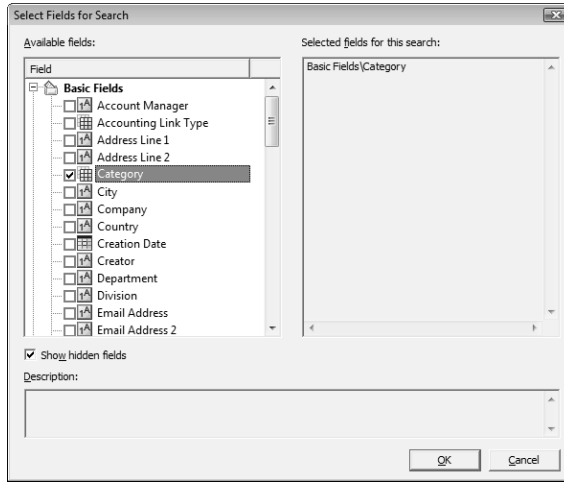 Select Fields for Search
Available fields:
Selected fields for this search:
Field
Basic Fields\Category
Basic Fields
Account Manager
Accounting Link Type
Address Line 1
Address Line 2
Category
City
Company
Country
Creation Date
Creator
Department
Division
Email Address
Email Address 2
Show hidden fields
Description:
OK
Cancel